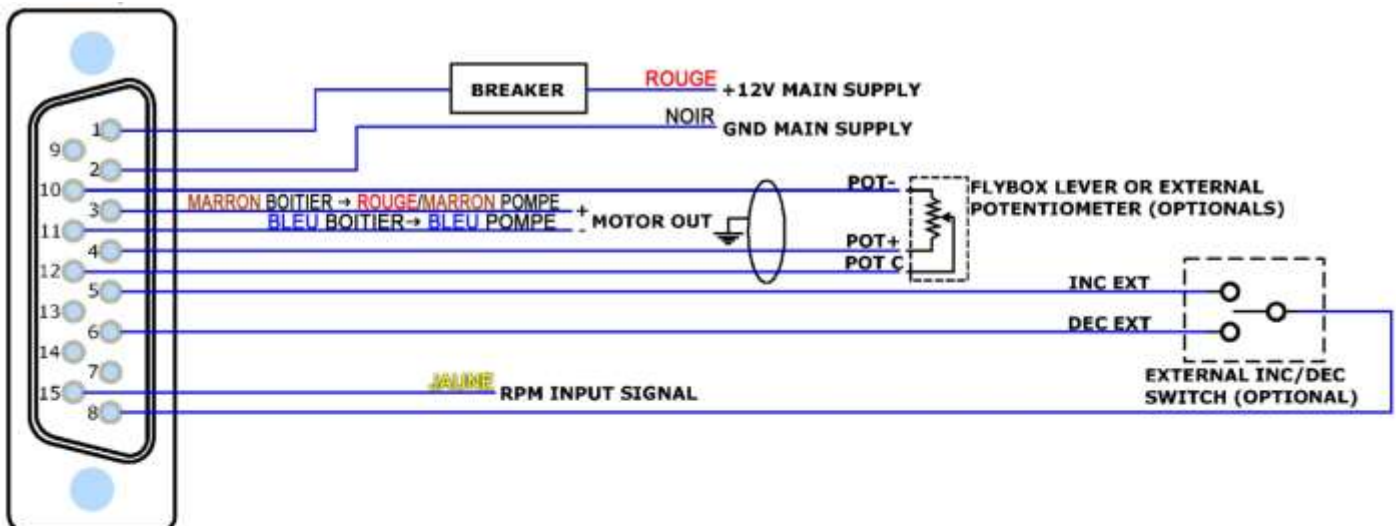 BREAKER
ROUGE +12V MAIN SUPPLY
NOIR GND MAIN SUPPLY
1
9
2
10
3
11
4
12
5
13
6
14
7
15
8
MARRON BOITIER → ROUGE/MARRON POMPE +
BLEU BOITIER → BLEU POMPE -
MOTOR OUT
POT-
POT+
POT C
FLYBOX LEVER OR EXTERNAL
POTENTIOMETER (OPTIONALS)
INC EXT
DEC EXT
EXTERNAL INC/DEC
SWITCH (OPTIONAL)
JAUNE RPM INPUT SIGNAL